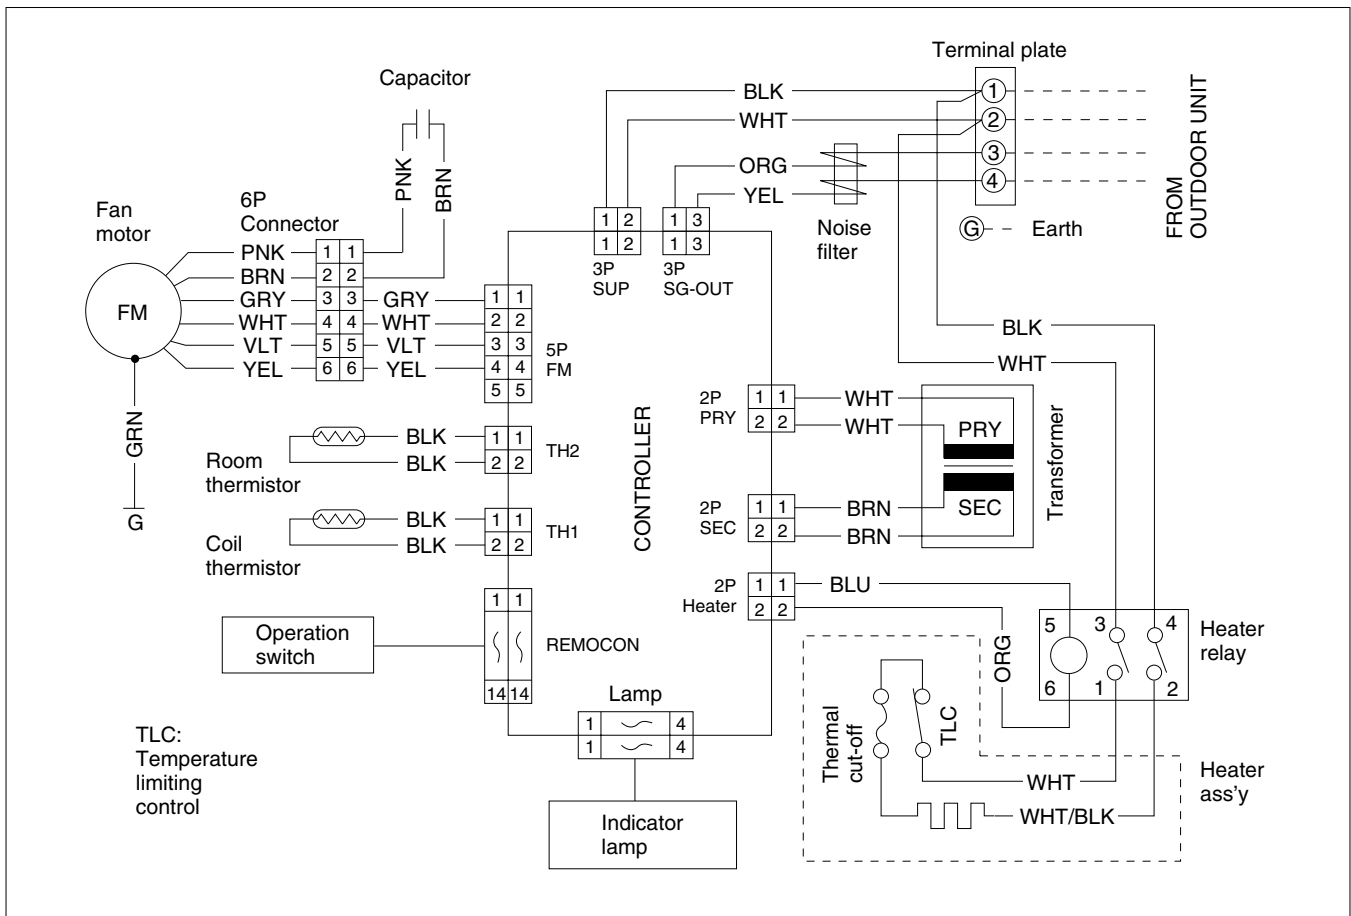 Terminal plate
Capacitor
BLK
1
WHT
2
ORG
3
YEL
4
FROM
OUTDOOR UNIT
G
Earth
Noise
filter
PNK
BRN
6P
Connector
Fan
motor
FM
PNK 1 1
BRN 2 2
GRY 3 3 GRY 1 1
WHT 4 4 WHT 2 2
VLT 5 5 VLT 3 3
YEL 6 6 YEL 4 4
5 5
5P
FM
1 2
1 2
3P
SUP
1 3
1 3
3P
SG-OUT
GRN
G
BLK
WHT
CONTROLLER
2P
PRY
1 1 WHT
2 2 WHT
PRY
SEC
Transformer
2P
SEC
1 1 BRN
2 2 BRN
Room
thermistor
BLK 1 1
BLK 2 2
TH2
Coil
thermistor
BLK 1 1
BLK 2 2
TH1
2P
Heater
1 1 BLU
2 2
ORG
Operation
switch
1 1
14 14
REMOCON
Lamp
1 4
1 4
Indicator
lamp
5 3 4
6 1 2
Heater
relay
Thermal
cut-off
TLC
WHT
WHT/BLK
Heater
ass'y
TLC:
Temperature
limiting
control